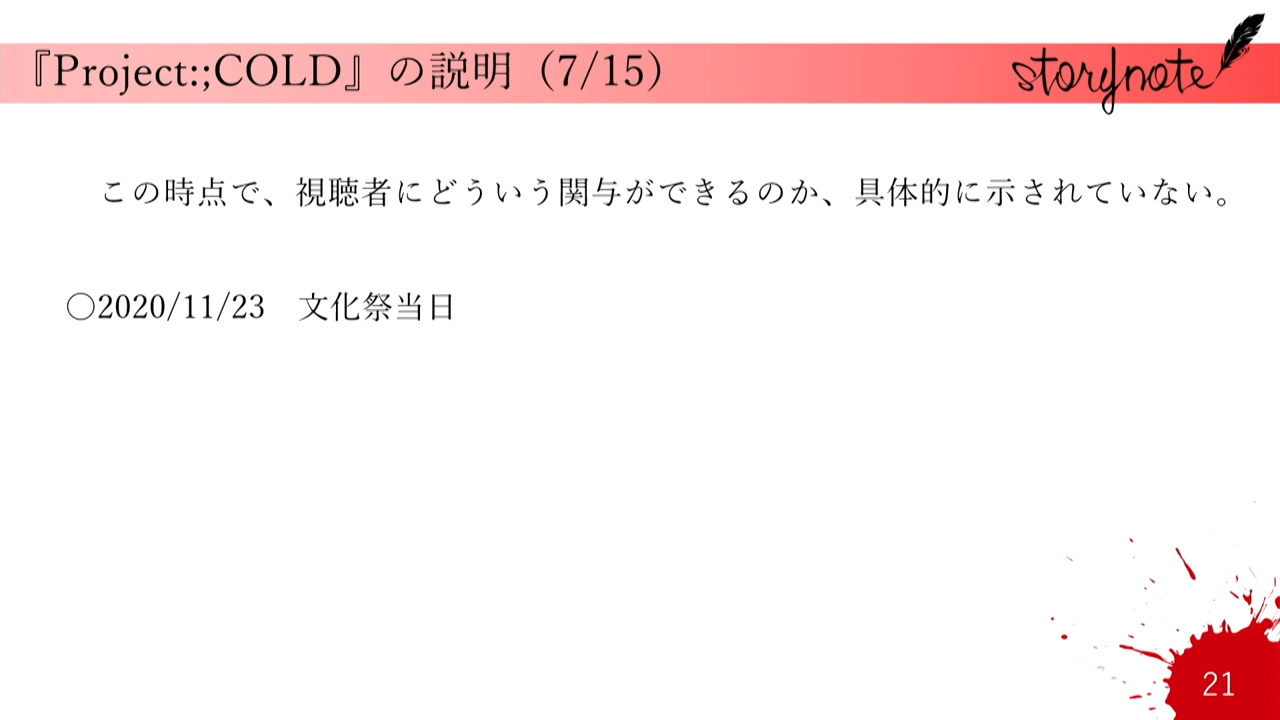 『Project:;COLD』の説明（7/15）
storynote
この時点で、視聴者にどういう関与ができるのか、具体的に示されていない。
○2020/11/23　文化祭当日
21